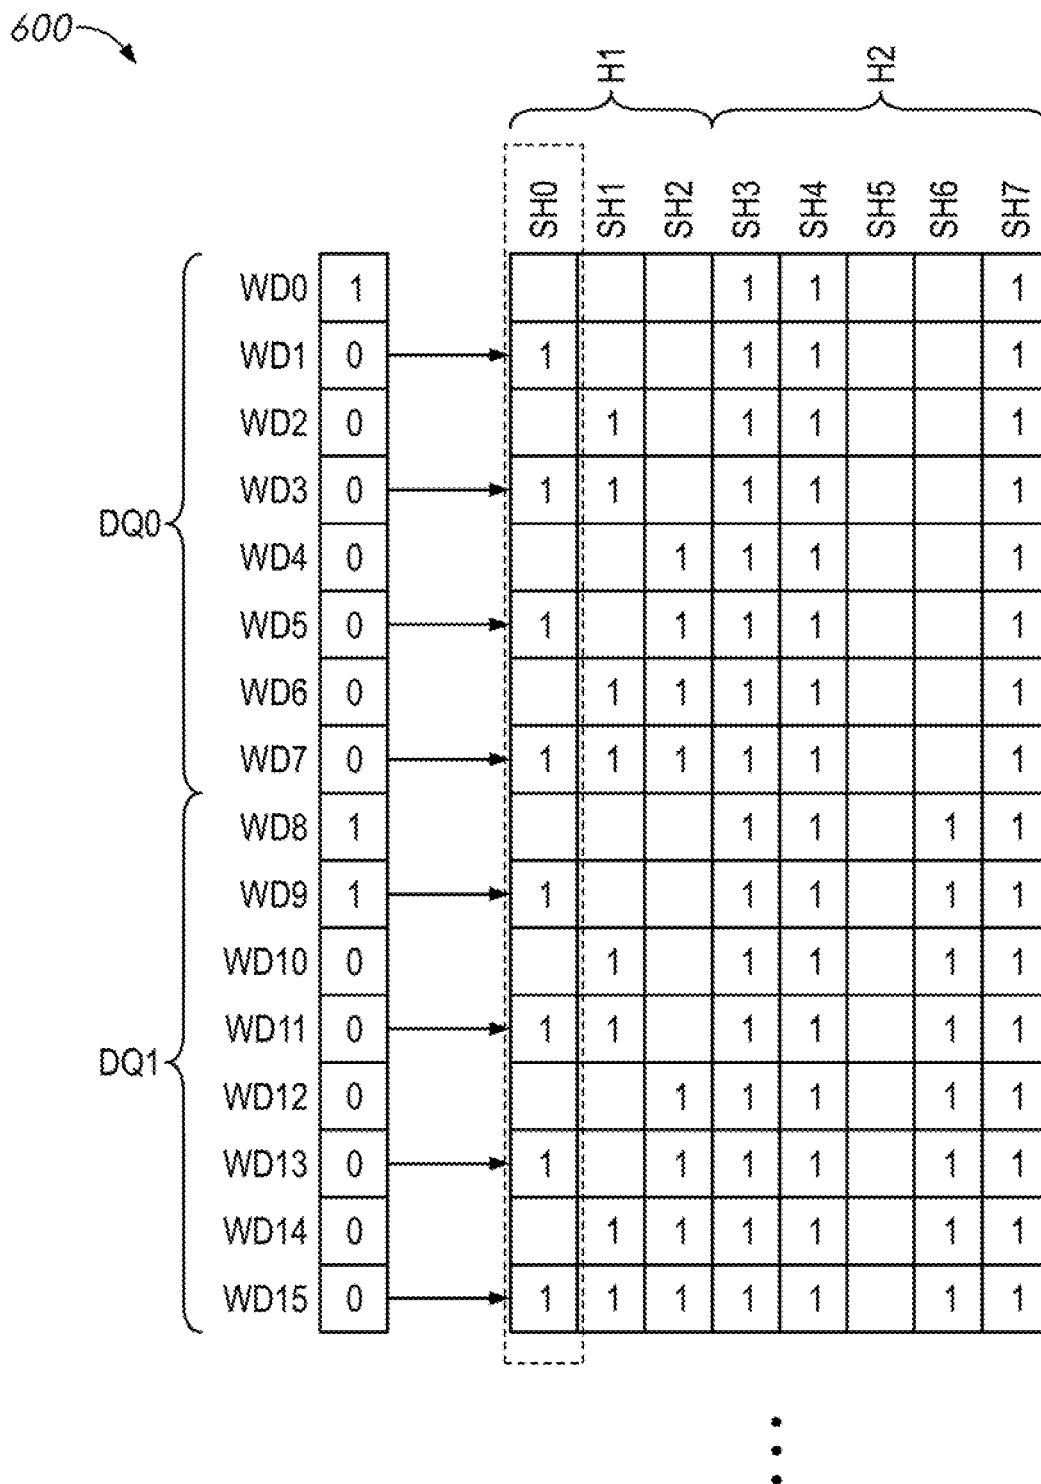 600
H1 H2
SH0 SH1 SH2 SH3 SH4 SH5 SH6 SH7
DQ0
WD0 1 1 1 1
WD1 0 1 1 1 1
WD2 0 1 1 1 1
WD3 0 1 1 1 1 1
WD4 0 1 1 1 1
WD5 0 1 1 1 1 1
WD6 0 1 1 1 1 1
WD7 0 1 1 1 1 1 1
DQ1
WD8 1 1 1 1 1
WD9 1 1 1 1 1 1
WD10 0 1 1 1 1 1
WD11 0 1 1 1 1 1 1
WD12 0 1 1 1 1 1
WD13 0 1 1 1 1 1 1
WD14 0 1 1 1 1 1 1
WD15 0 1 1 1 1 1 1 1